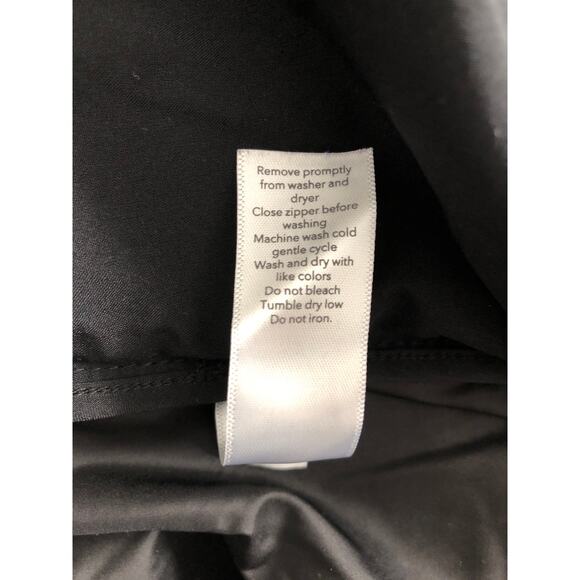 Remove promptly
from washer and
dryer
Close zipper before
washing
Machine wash cold
gentle cycle
Wash and dry with
like colors
Do not bleach
Tumble dry low
Do not iron.